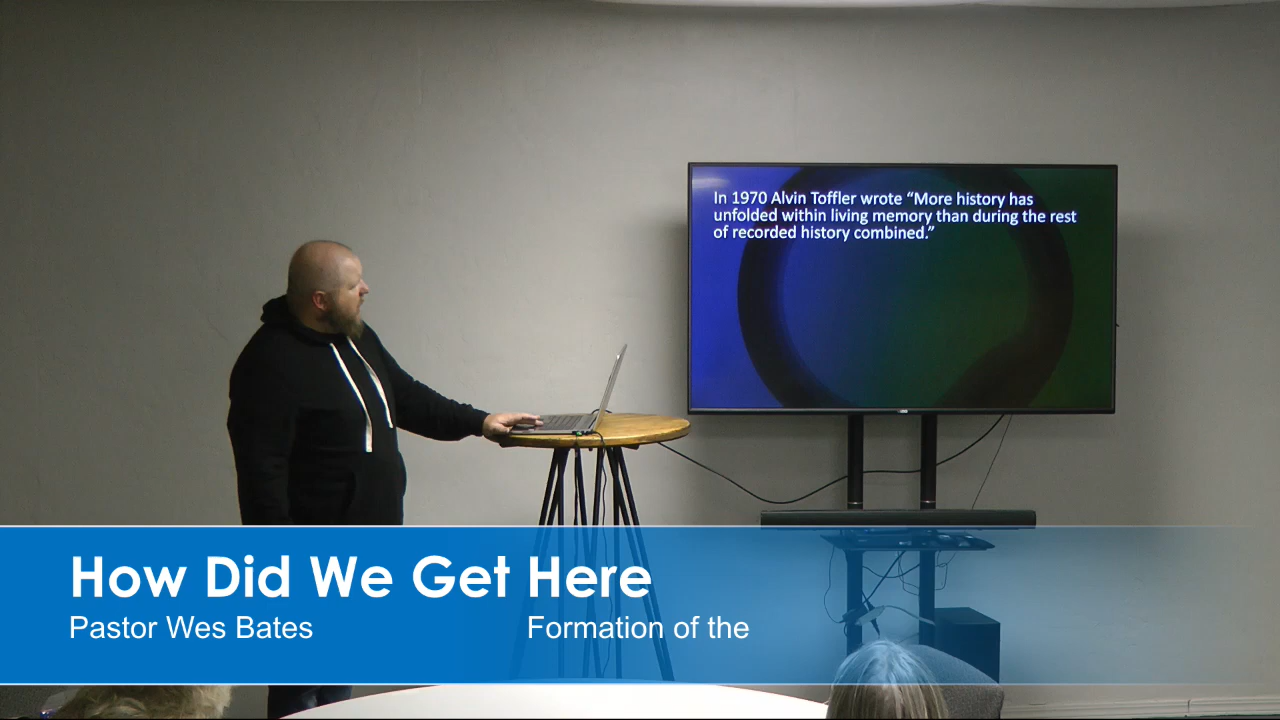 In 1970 Alvin Toffler wrote “More history has
unfolded within living memory than during the rest
of recorded history combined.”
How Did We Get Here
Pastor Wes Bates
Formation of the